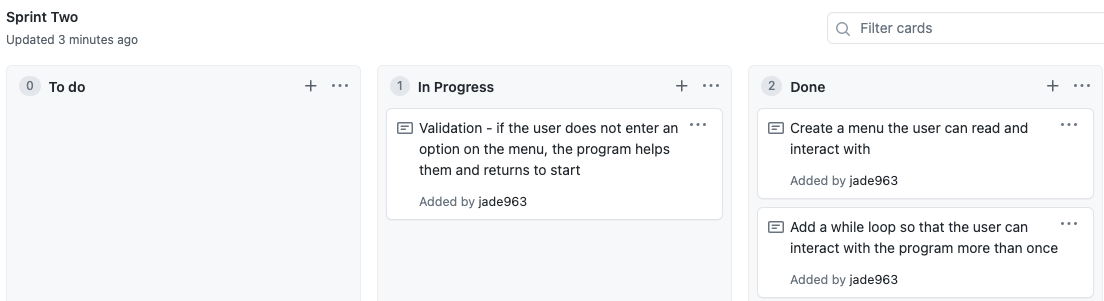 Sprint Two
Updated 3 minutes ago
Filter cards
0 To do
1 In Progress
Validation - if the user does not enter an
option on the menu, the program helps
them and returns to start
Added by jade963
2 Done
Create a menu the user can read and
interact with
Added by jade963
Add a while loop so that the user can
interact with the program more than once
Added by jade963